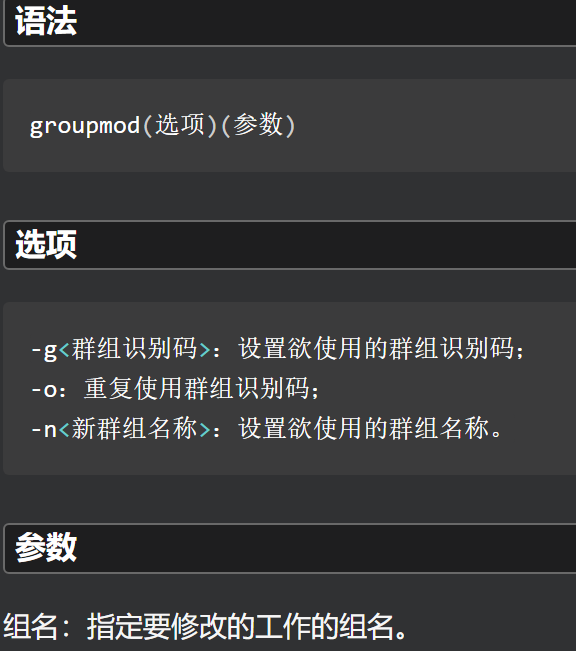 语法
groupmod(选项)(参数)
选项
-g<群组识别码>：设置欲使用的群组识别码；
-o：重复使用群组识别码；
-n<新群组名称>：设置欲使用的群组名称。
参数
组名：指定要修改的工作的组名。